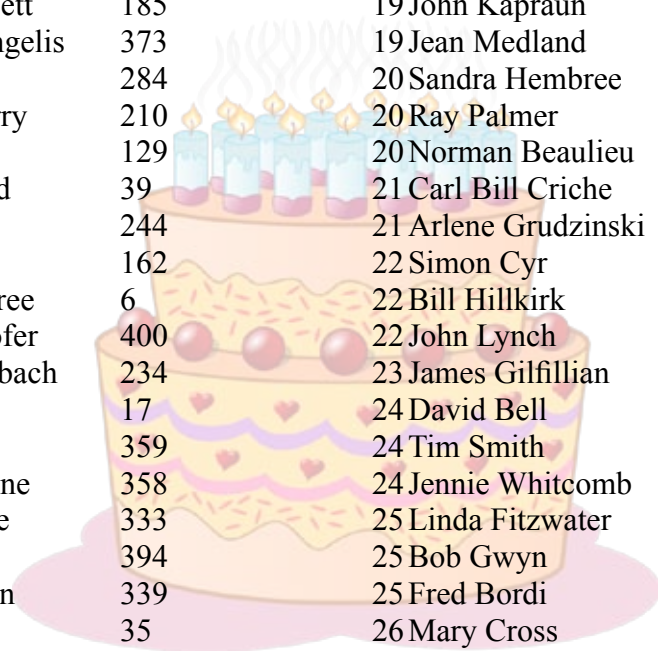 ett 185 19 John Kapraun
ngelis 373 19 Jean Medland
284 20 Sandra Hembree
rry 210 20 Ray Palmer
129 20 Norman Beaulieu
d 39 21 Carl Bill Criche
244 21 Arlene Grudzinski
162 22 Simon Cyr
ree 6 22 Bill Hillkirk
ofer 400 22 John Lynch
bach 234 23 James Gilfillian
17 24 David Bell
359 24 Tim Smith
ne 358 24 Jennie Whitcomb
e 333 25 Linda Fitzwater
394 25 Bob Gwyn
n 339 25 Fred Bordi
35 26 Mary Cross